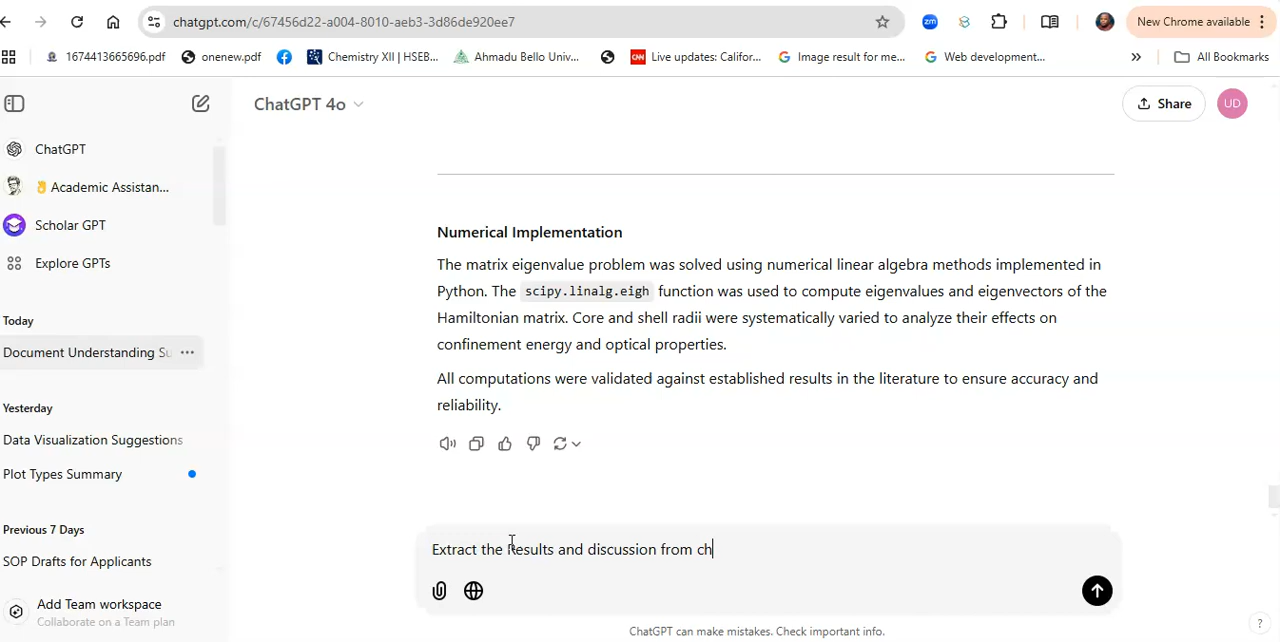 chatgpt.com/c/67456d22-a004-8010-aeb3-3d86de920ee7
zm
New Chrome available
1674413665696.pdf
onenew.pdf
Chemistry XII | HSEB...
Ahmadu Bello Univ...
CNN
Live updates: Califor...
Image result for me...
Web development...
»
All Bookmarks
ChatGPT 4o
Share
UD
ChatGPT
Academic Assistan...
Scholar GPT
Explore GPTs
Today
Document Understanding Su
Yesterday
Data Visualization Suggestions
Plot Types Summary
Previous 7 Days
SOP Drafts for Applicants
Add Team workspace
Collaborate on a Team plan
Numerical Implementation
The matrix eigenvalue problem was solved using numerical linear algebra methods implemented in
Python. The scipy.linalg.eigh function was used to compute eigenvalues and eigenvectors of the
Hamiltonian matrix. Core and shell radii were systematically varied to analyze their effects on
confinement energy and optical properties.
All computations were validated against established results in the literature to ensure accuracy and
reliability.
Extract the Results and discussion from ch
ChatGPT can make mistakes. Check important info.
?